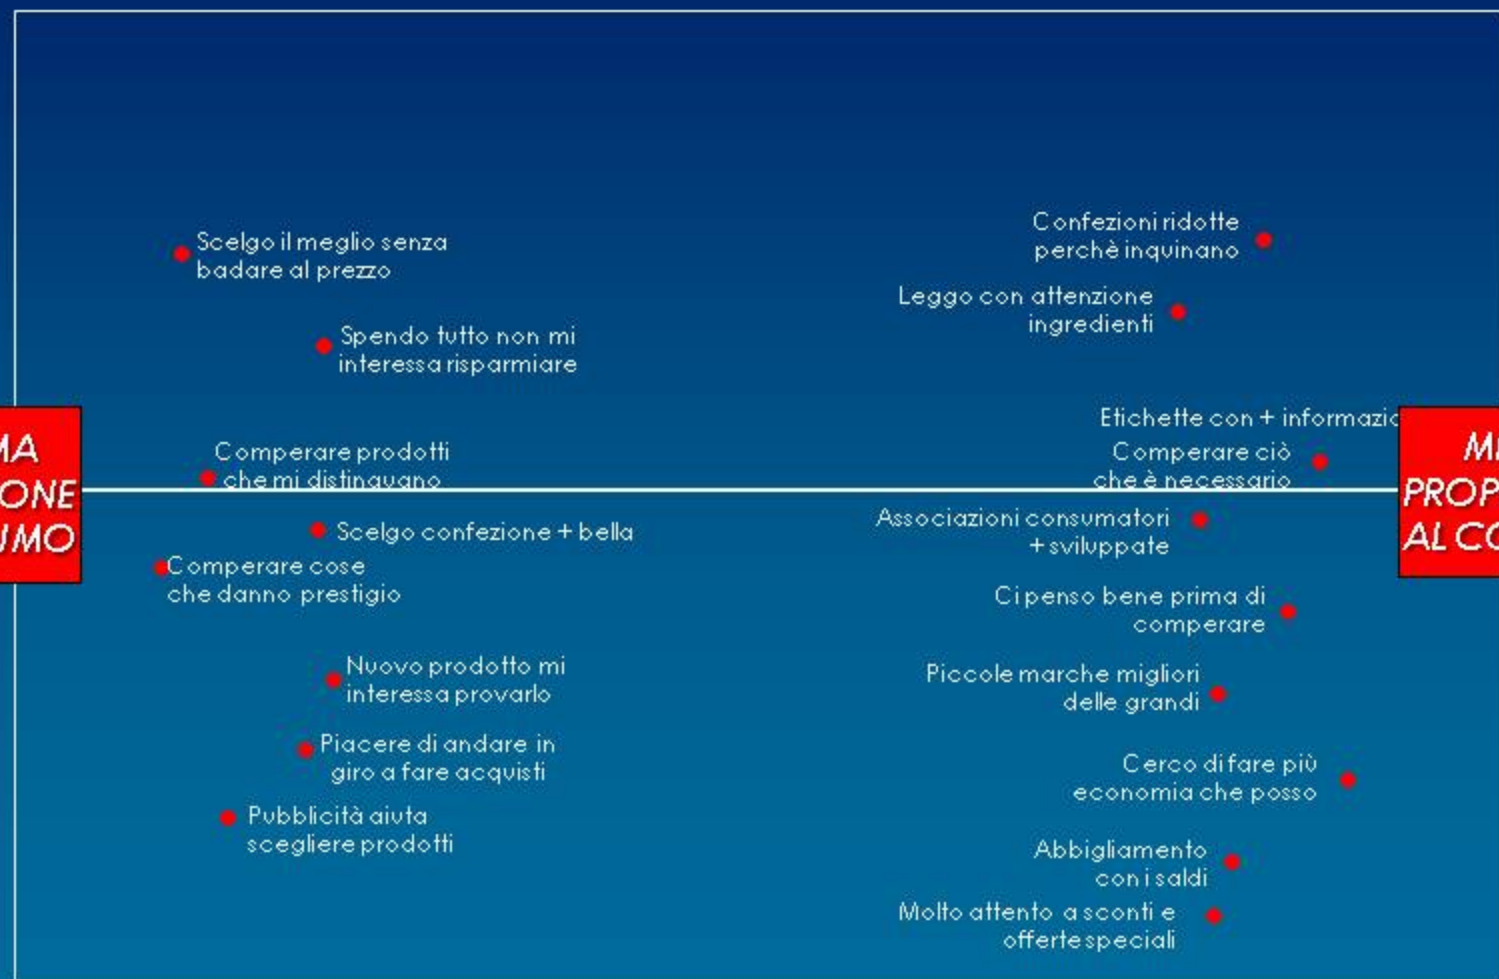 Scelgo il meglio senza
badare al prezzo
Spendo tutto non mi
interessa risparmiare
Comperare prodotti
che mi distinavano
Scelgo confezione + bella
Comperare cose
che danno prestigio
Nuovo prodotto mi
interessa provarlo
Piacere di andare in
giro a fare acquisti
Pubblicità aiuta
scegliere prodotti
Confezioni ridotte
perchè inquinano
Leggo con attenzione
ingredienti
Etichette con + informazio
Comperare ciò
che è necessario
Associazioni consumatori
+ sviluppate
Ci penso bene prima di
comperare
Piccole marche migliori
delle grandi
Cerco di fare più
economia che posso
Abbigliamento
con i saldi
Molto attento a sconti e
offerte speciali
MA
IONE
UMO
PROP
AL CO